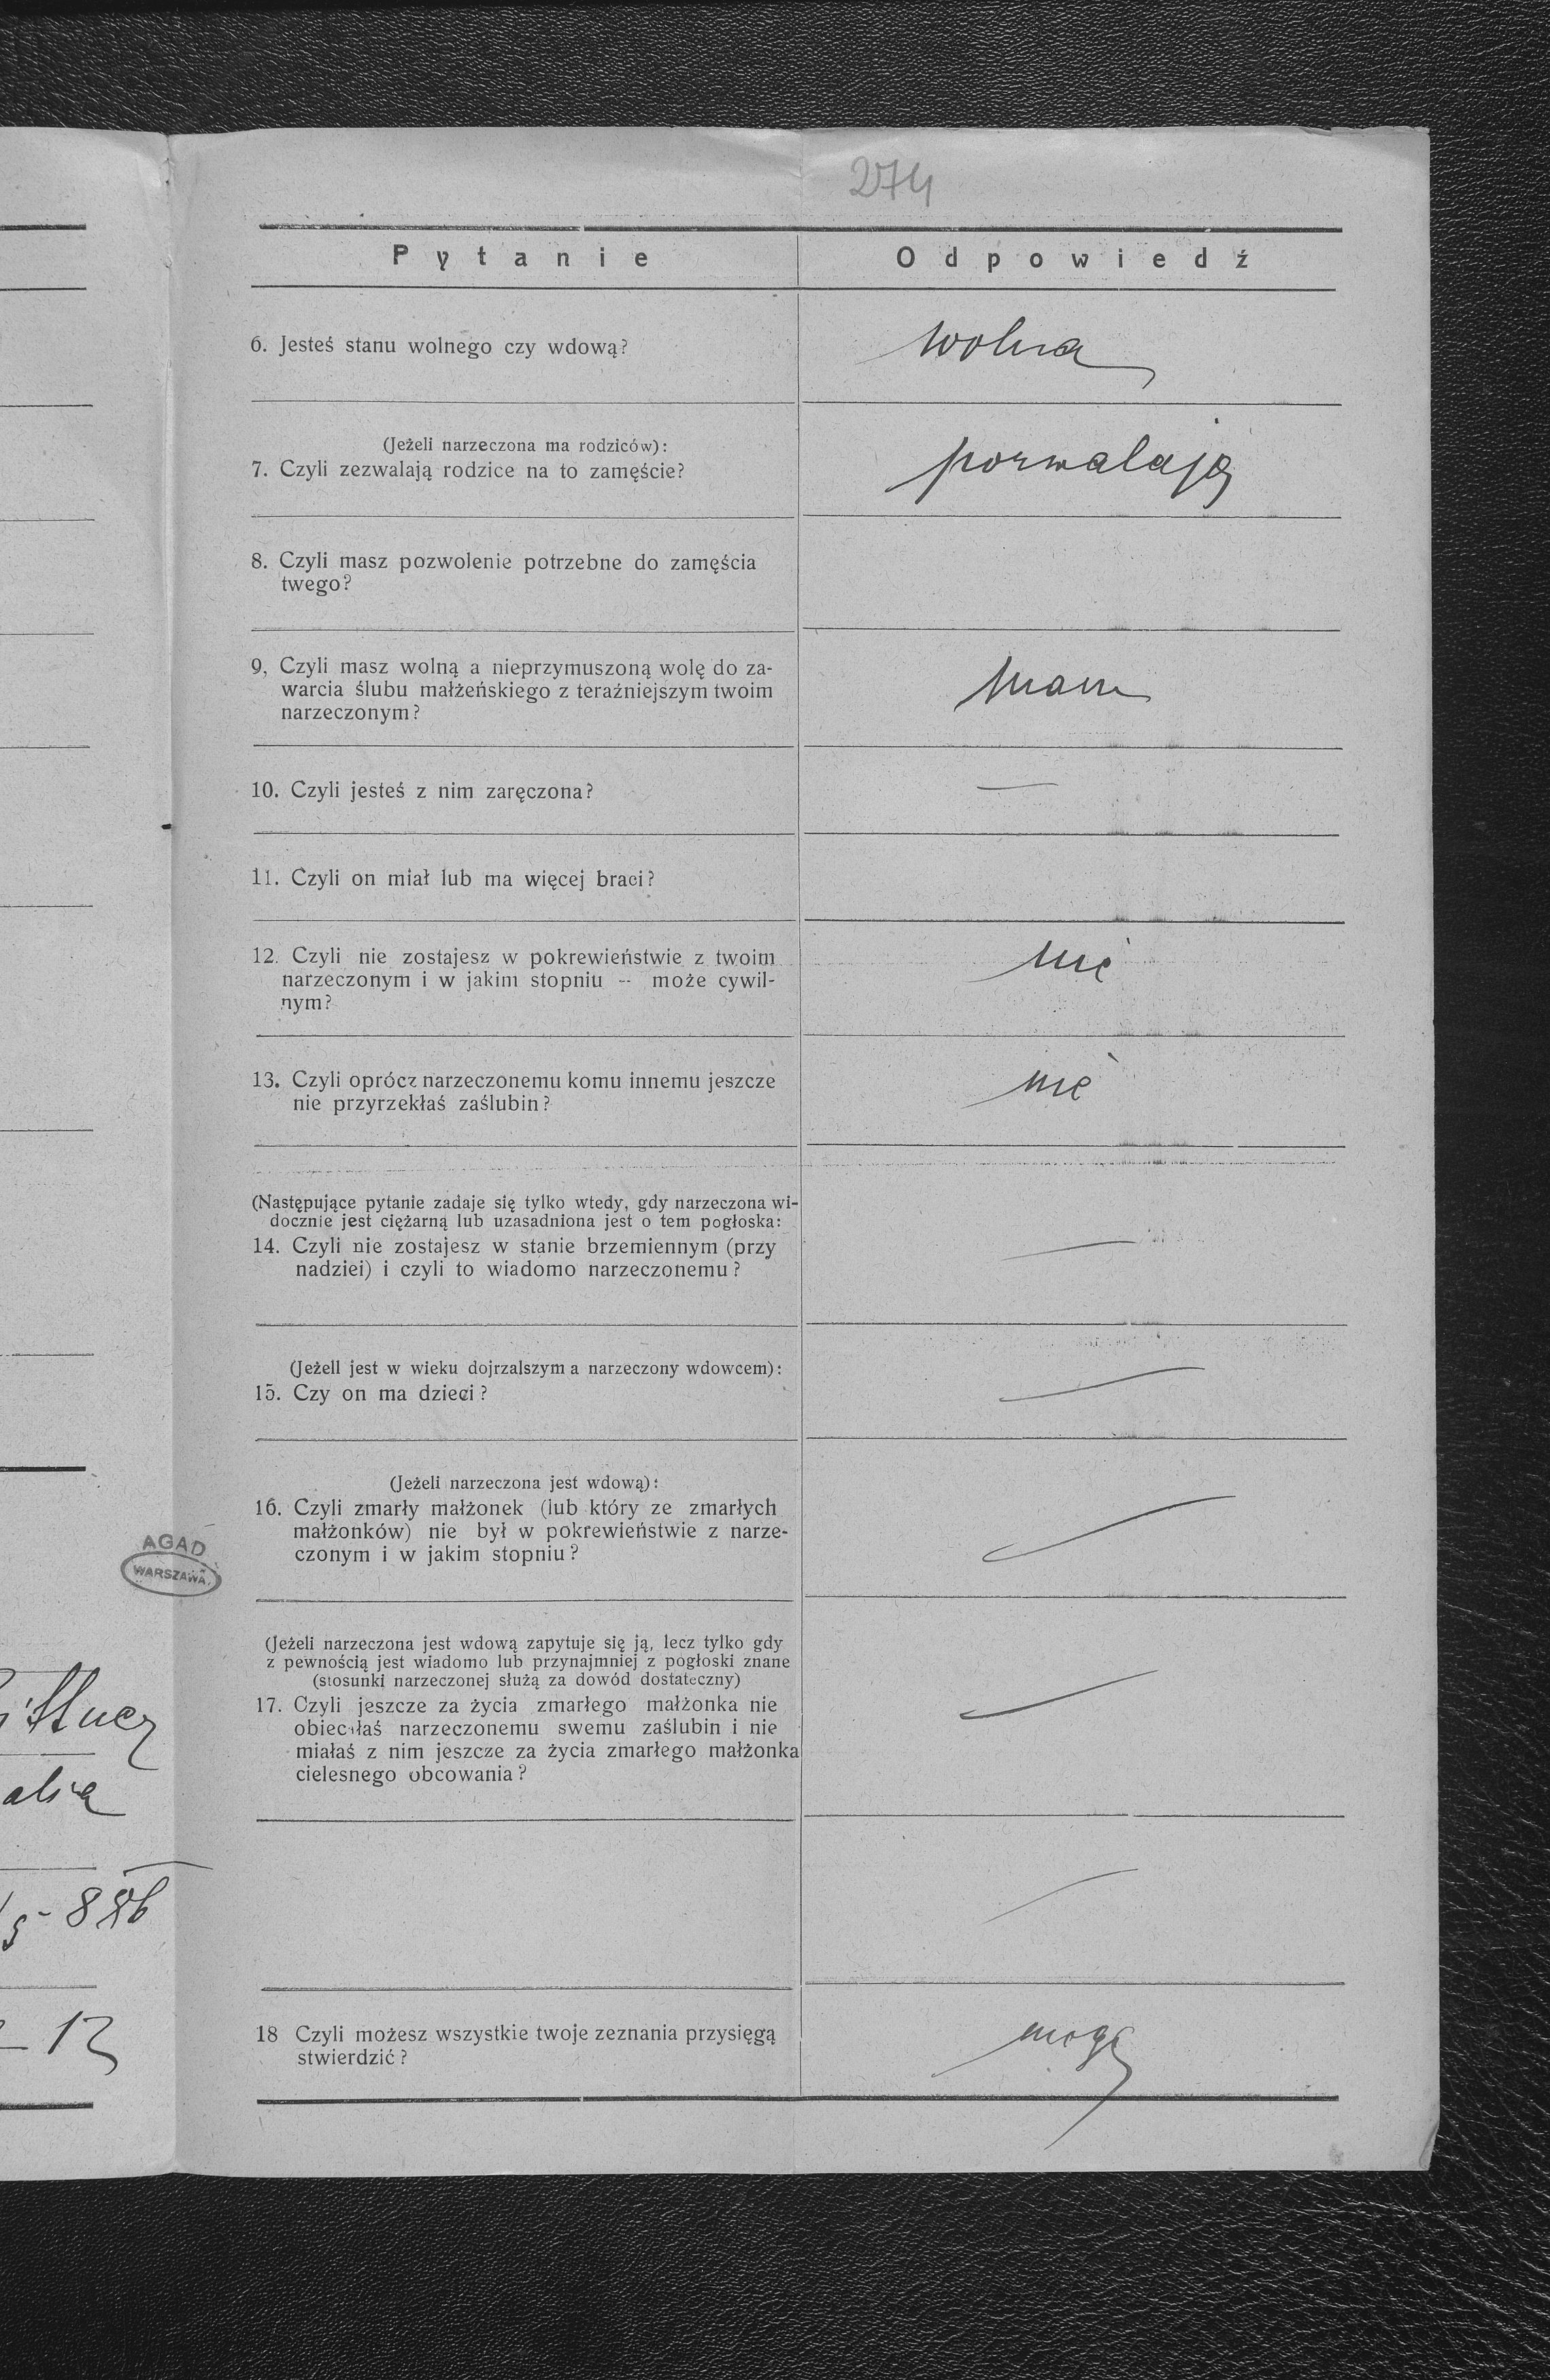 274
Pytanie
Odpowiedź
6. Jesteś stanu wolnego czy wdową?
wolna
(Jeżeli narzeczona ma rodziców):
7. Czyli zezwalają rodzice na to zamęście?
pozwalają
8. Czyli masz pozwolenie potrzebne do zamęścia
twego?
9, Czyli masz wolną a nieprzymuszoną wolę do za-
warcia ślubu małżeńskiego z teraźniejszym twoim
narzeczonym?
mam
10. Czyli jesteś z nim zaręczona?
—
11. Czyli on miał lub ma więcej braci?
12. Czyli nie zostajesz w pokrewieństwie z twoim
narzeczonym i w jakim stopniu -- może cywil-
nym?
nie
13. Czyli oprócz narzeczonemu komu innemu jeszcze
nie przyrzekłaś zaślubin?
nie
(Następujące pytanie zadaje się tylko wtedy, gdy narzeczona wi-
docznie jest ciężarną lub uzasadniona jest o tem pogłoska:
14. Czyli nie zostajesz w stanie brzemiennym (przy
nadziei) i czyli to wiadomo narzeczonemu?
—
(Jeżeli jest w wieku dojrzalszym a narzeczony wdowcem):
15. Czy on ma dzieci?
—
(Jeżeli narzeczona jest wdową):
16. Czyli zmarły małżonek (lub który ze zmarłych
małżonków) nie był w pokrewieństwie z narze-
czonym i w jakim stopniu?
—
(Jeżeli narzeczona jest wdową zapytuje się ją, lecz tylko gdy
z pewnością jest wiadomo lub przynajmniej z pogłoski znane
(stosunki narzeczonej służą za dowód dostateczny)
17. Czyli jeszcze za życia zmarłego małżonka nie
obiecałaś narzeczonemu swemu zaślubin i nie
miałaś z nim jeszcze za życia zmarłego małżonka
cielesnego obcowania?
—
—
18 Czyli możesz wszystkie twoje zeznania przysięgą
stwierdzić?
mogę
AGAD
WARSZAWA
alia
886
13